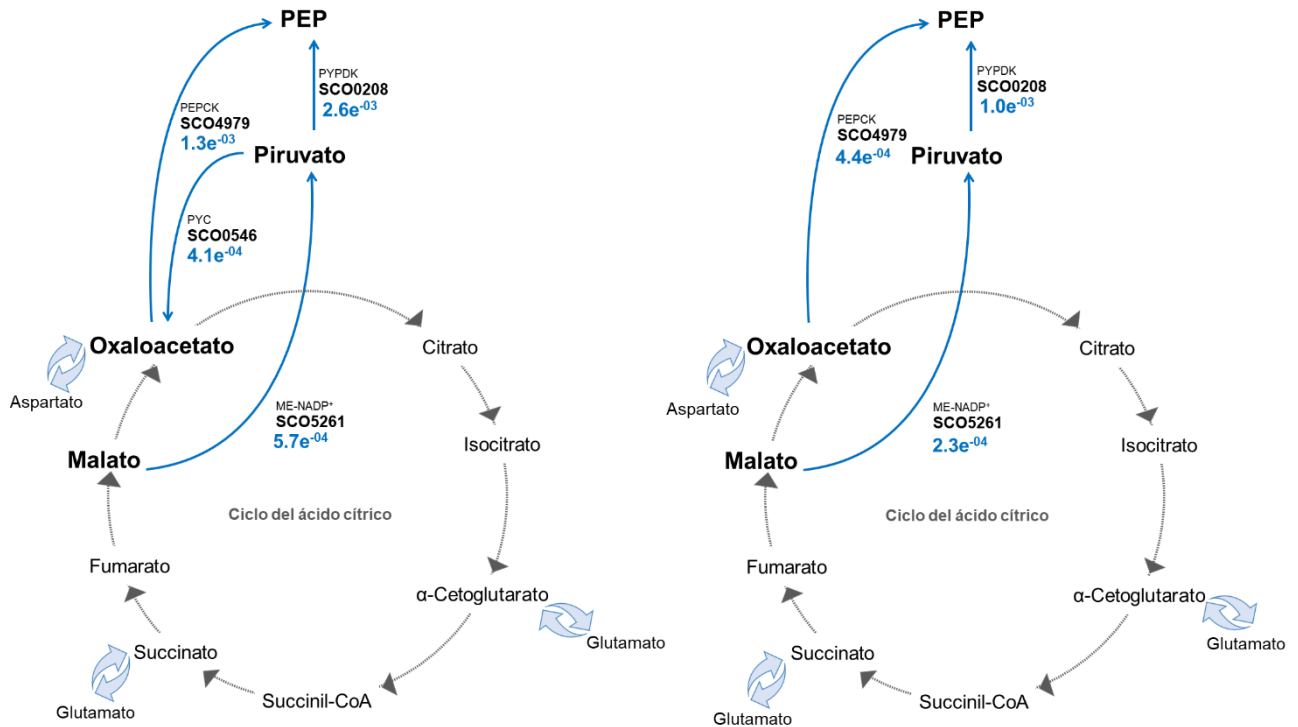 PEP
PYPDK
SCO0208
2.6e-03
PEPCK
SCO4979
1.3e-03
Piruvato
PYC
SCO0546
4.1e-04
Oxaloacetato
Citrato
Aspartato
ME-NADP+
SCO5261
5.7e-04
Isocitrato
Malato
Ciclo del ácido cítrico
Fumarato
α-Cetoglutarato
Glutamato
Succinato
Succinil-CoA
Glutamato
PEP
PYPDK
SCO0208
1.0e-03
PEPCK
SCO4979
4.4e-04
Piruvato
Oxaloacetato
Citrato
Aspartato
ME-NADP+
SCO5261
2.3e-04
Isocitrato
Malato
Ciclo del ácido cítrico
Fumarato
α-Cetoglutarato
Glutamato
Succinato
Succinil-CoA
Glutamato